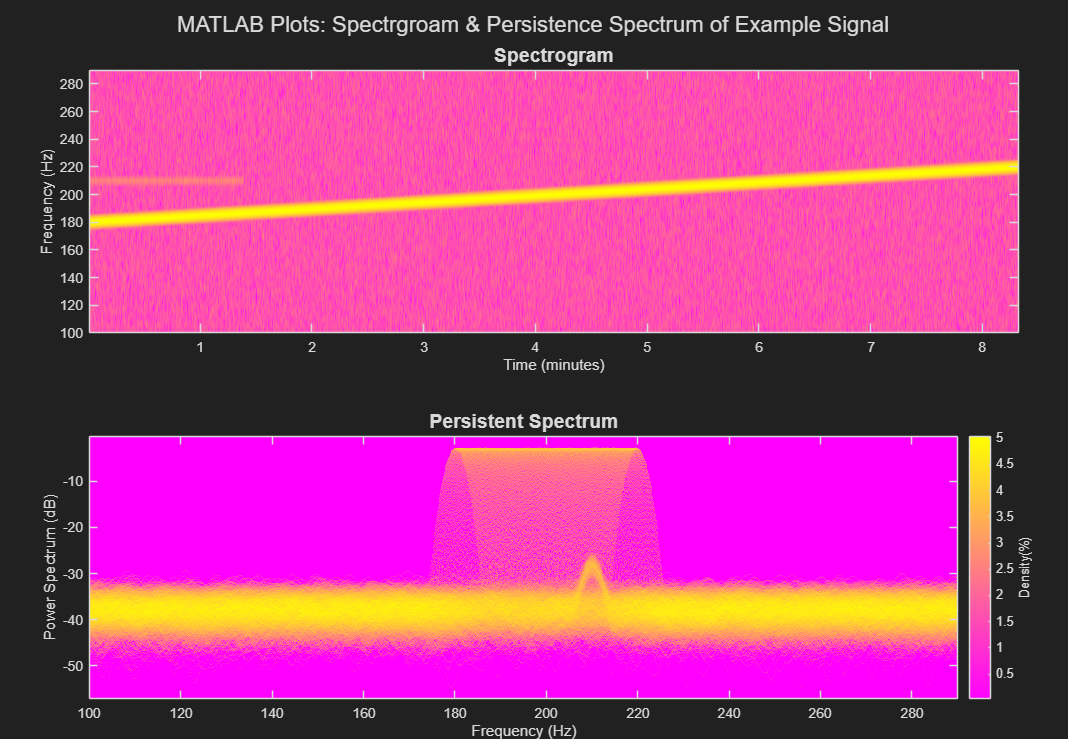 MATLAB Plots: Spectrgroam & Persistence Spectrum of Example Signal
Spectrogram
Frequency (Hz)
280
260
240
220
200
180
160
140
120
100
1 2 3 4 5 6 7 8
Time (minutes)
Persistent Spectrum
Power Spectrum (dB)
-10
-20
-30
-40
-50
100 120 140 160 180 200 220 240 260 280
Frequency (Hz)
5
4.5
4
3.5
3
2.5
2
1.5
1
0.5
Density(%)